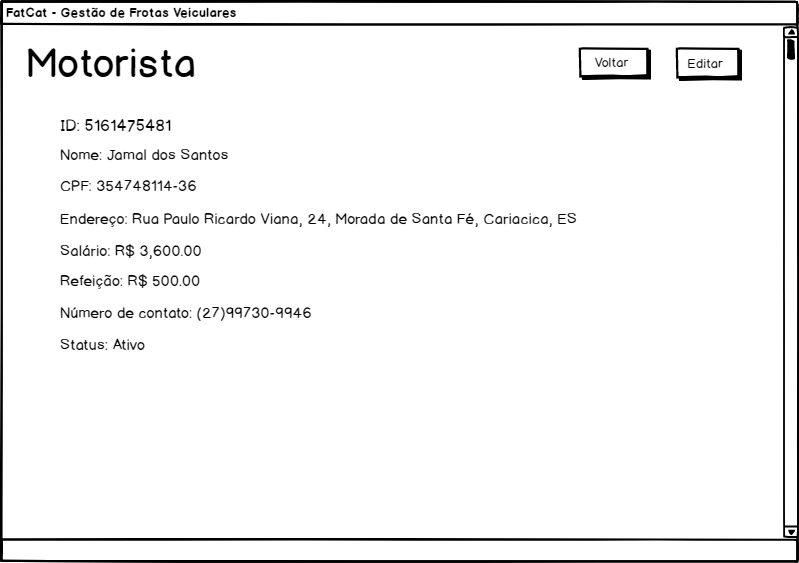 FatCat - Gestão de Frotas Veiculares
Motorista
Voltar
Editar
ID: 5161475481
Nome: Jamal dos Santos
CPF: 354748114-36
Endereço: Rua Paulo Ricardo Viana, 24, Morada de Santa Fé, Cariacica, ES
Salário: R$ 3,600.00
Refeição: R$ 500.00
Número de contato: (27)99730-9946
Status: Ativo